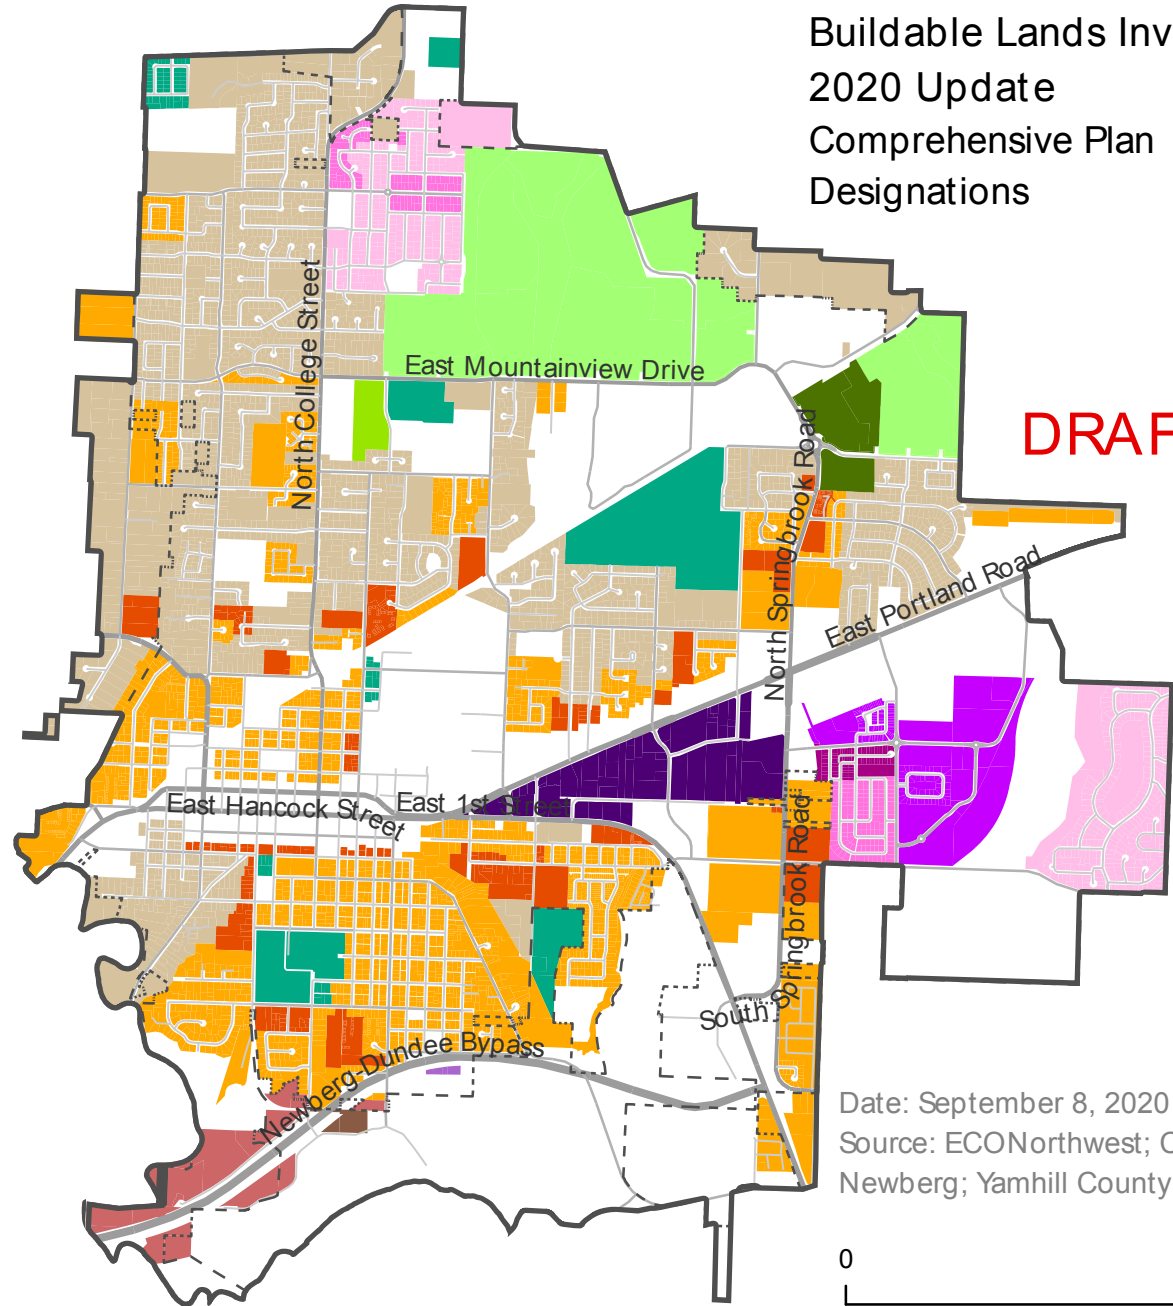 Buildable Lands Inv
2020 Update
Comprehensive Plan
Designations
DRAF
North College Street
East Mountainview Drive
North Springbrook Road
East Portland Road
East Hancock Street
East 1st Street
South Springbrook Road
Newberg-Dundee Bypass
Date: September 8, 2020
Source: ECONorthwest; C
Newberg; Yamhill County
0